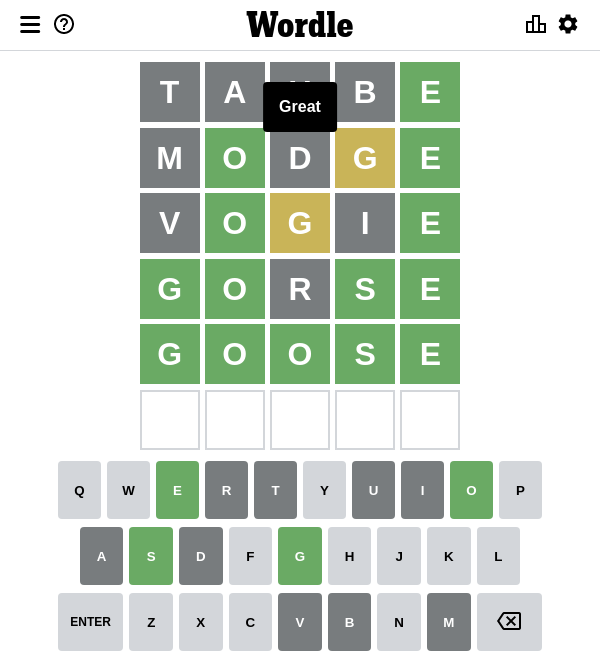 Wordle
T A B E
Great
M O D G E
V O G I E
G O R S E
G O O S E
Q W E R T Y U I O P
A S D F G H J K L
ENTER Z X C V B N M